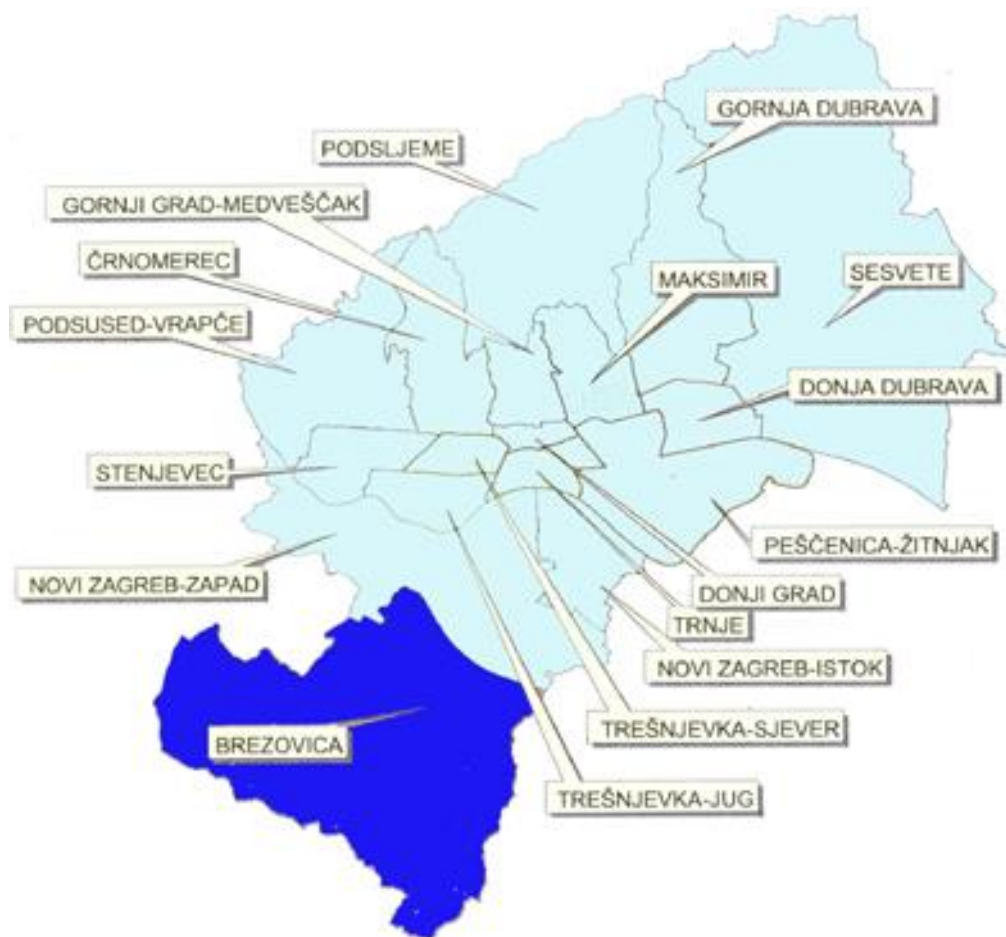 GORNJA DUBRAVA
PODSLJEME
GORNJI GRAD-MEDVEŠČAK
ČRNOMEREC
MAKSIMIR
SESVETE
PODSUSED-VRAPČE
DONJA DUBRAVA
STENJEVEC
PEŠČENICA-ŽITNJAK
NOVI ZAGREB-ZAPAD
DONJI GRAD
TRNJE
NOVI ZAGREB-ISTOK
TREŠNJEVKA-SJEVER
BREZOVICA
TREŠNJEVKA-JUG